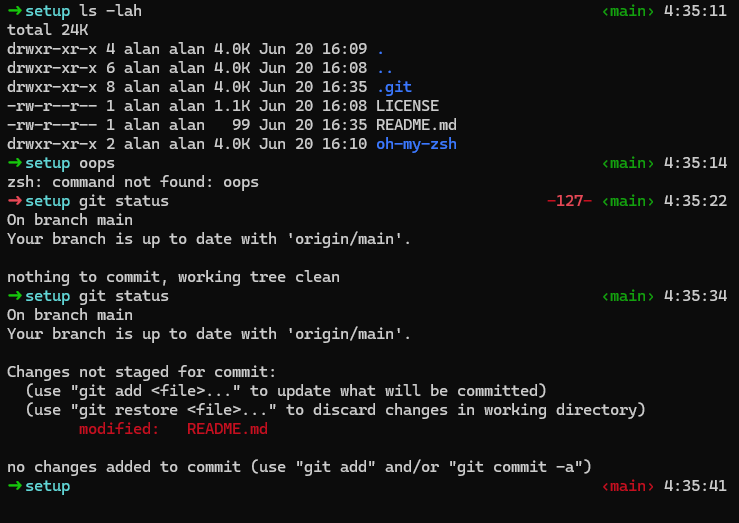 ➜ setup ls -lah ‹main› 4:35:11
total 24K
drwxr-xr-x 4 alan alan 4.0K Jun 20 16:09 .
drwxr-xr-x 6 alan alan 4.0K Jun 20 16:08 ..
drwxr-xr-x 8 alan alan 4.0K Jun 20 16:35 .git
-rw-r--r-- 1 alan alan 1.1K Jun 20 16:08 LICENSE
-rw-r--r-- 1 alan alan   99 Jun 20 16:35 README.md
drwxr-xr-x 2 alan alan 4.0K Jun 20 16:10 oh-my-zsh
➜ setup oops ‹main› 4:35:14
zsh: command not found: oops
➜ setup git status -127- ‹main› 4:35:22
On branch main
Your branch is up to date with 'origin/main'.

nothing to commit, working tree clean
➜ setup git status ‹main› 4:35:34
On branch main
Your branch is up to date with 'origin/main'.

Changes not staged for commit:
  (use "git add <file>..." to update what will be committed)
  (use "git restore <file>..." to discard changes in working directory)
        modified:   README.md

no changes added to commit (use "git add" and/or "git commit -a")
➜ setup ‹main› 4:35:41